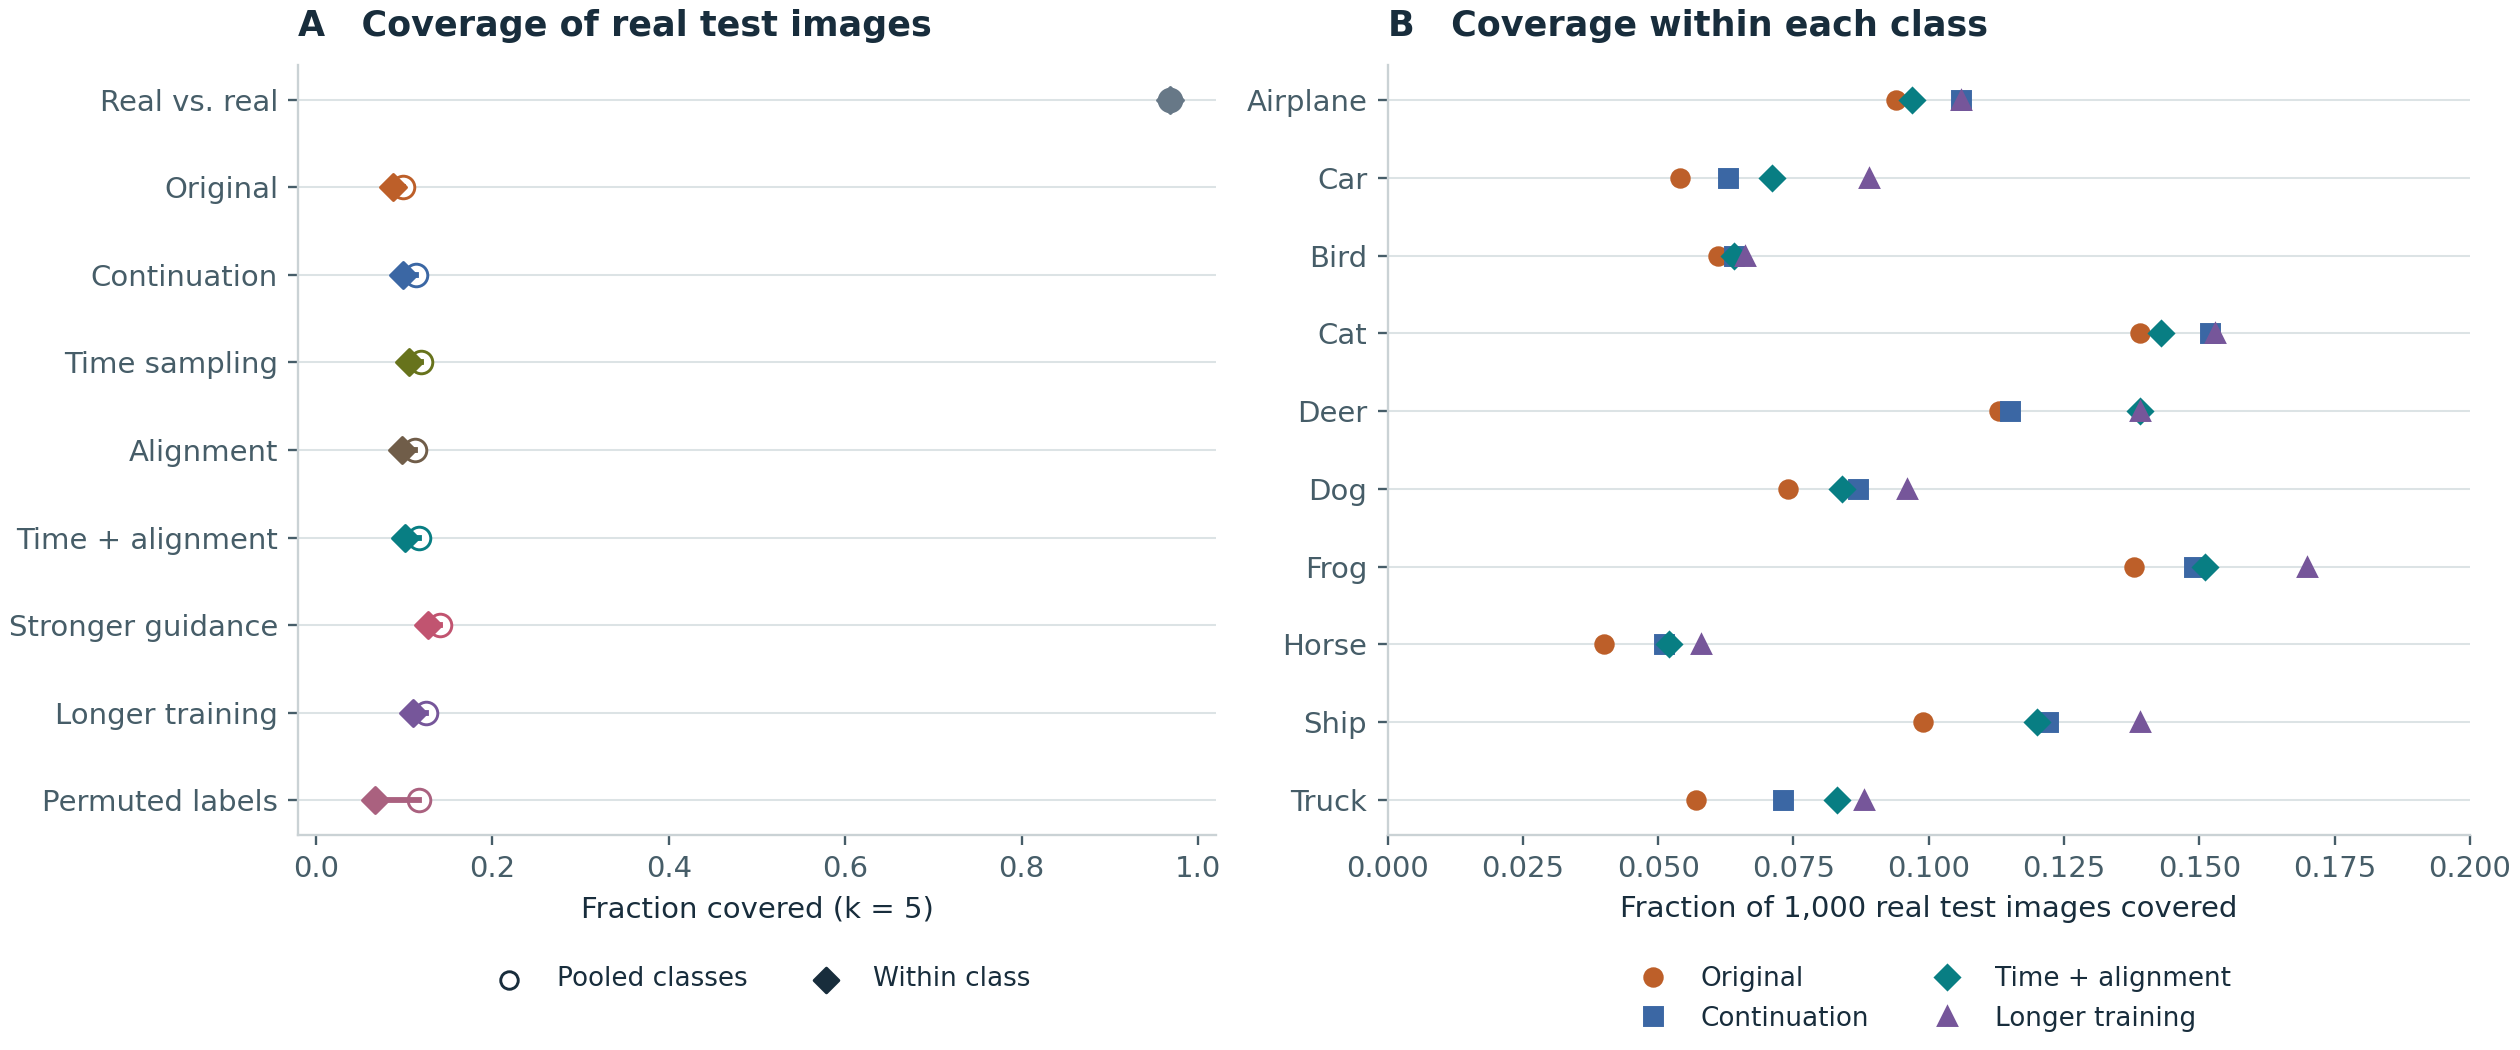 A Coverage of real test images
Real vs. real
Original
Continuation
Time sampling
Alignment
Time + alignment
Stronger guidance
Longer training
Permuted labels
0.0 0.2 0.4 0.6 0.8 1.0
Fraction covered (k = 5)
Pooled classes Within class
B Coverage within each class
Airplane
Car
Bird
Cat
Deer
Dog
Frog
Horse
Ship
Truck
0.000 0.025 0.050 0.075 0.100 0.125 0.150 0.175 0.200
Fraction of 1,000 real test images covered
Original Time + alignment
Continuation Longer training